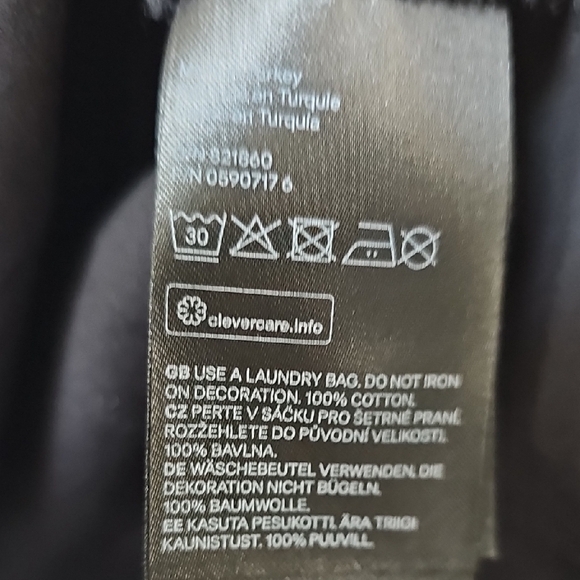 Turquie
Turquie
821860
0590717 6
30
clevercare.info
GB USE A LAUNDRY BAG. DO NOT IRON
ON DECORATION. 100% COTTON.
CZ PERTE V SÁČKU PRO ŠETRNÉ PRANÍ.
ROZŽEHLETE DO PŮVODNÍ VELIKOSTI.
100% BAVLNA.
DE WÄSCHEBEUTEL VERWENDEN. DIE
DEKORATION NICHT BÜGELN.
100% BAUMWOLLE.
EE KASUTA PESUKOTTI. ÄRA TRIIGI
KAUNISTUST. 100% PUUVILL.